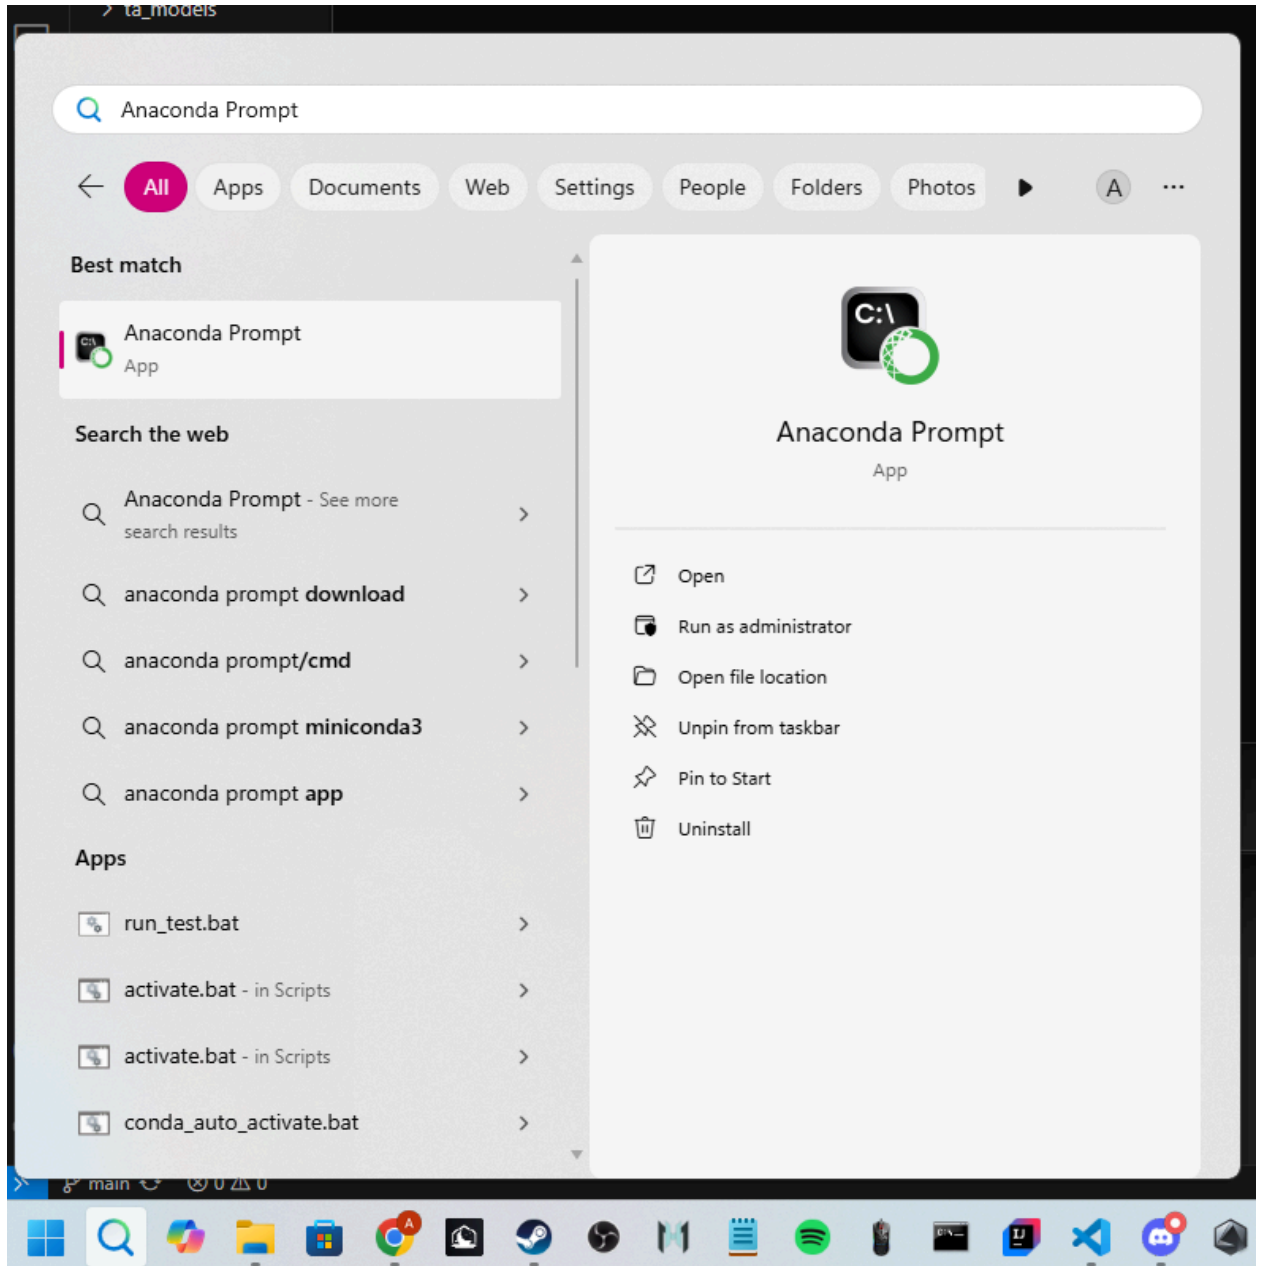 > ta_models
Anaconda Prompt
All Apps Documents Web Settings People Folders Photos A ...
Best match
Anaconda Prompt
App
Search the web
Anaconda Prompt - See more
search results
anaconda prompt download
anaconda prompt/cmd
anaconda prompt miniconda3
anaconda prompt app
Apps
run_test.bat
activate.bat - in Scripts
activate.bat - in Scripts
conda_auto_activate.bat
C:\
Anaconda Prompt
App
Open
Run as administrator
Open file location
Unpin from taskbar
Pin to Start
Uninstall
main 0 0